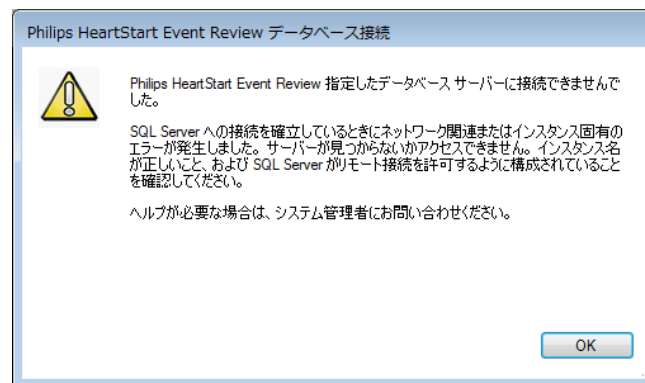 Philips HeartStart Event Review データベース接続
Philips HeartStart Event Review 指定したデータベース サーバーに接続できませんで
した。
SQL Server への接続を確立しているときにネットワーク関連またはインスタンス固有の
エラーが発生しました。サーバーが見つからないかアクセスできません。インスタンス名
が正しいこと、および SQL Server がリモート接続を許可するように構成されていること
を確認してください。
ヘルプが必要な場合は、システム管理者にお問い合わせください。
OK